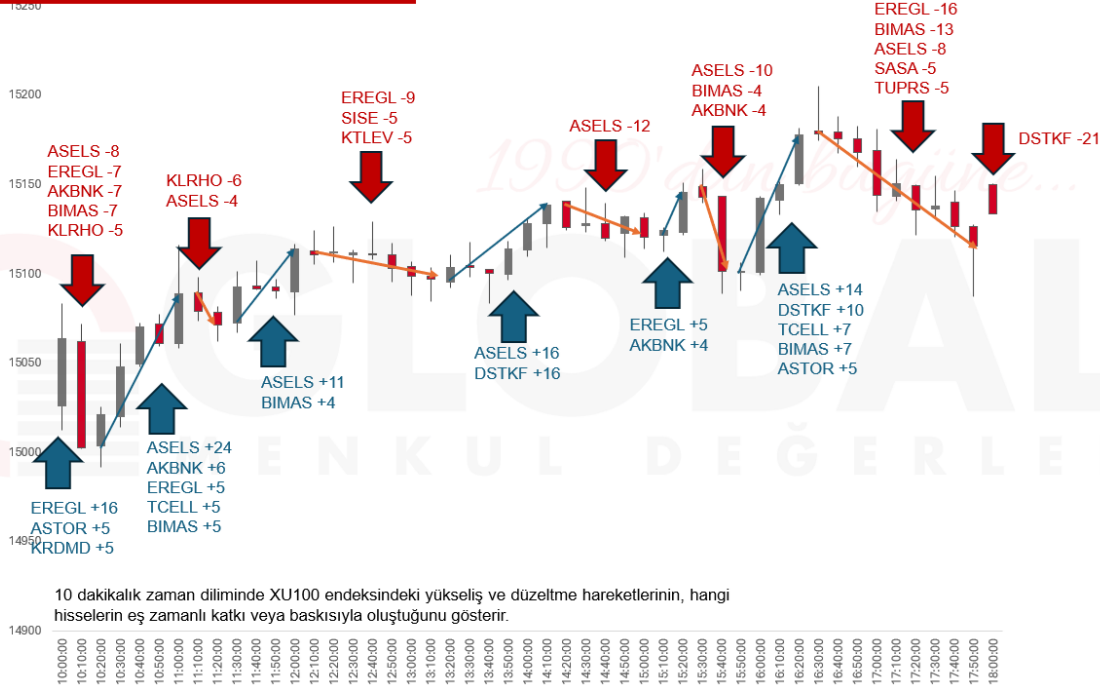 15250
15200
15150
15100
15050
15000
14950
14900
ASELS -8
EREGL -7
AKBNK -7
BIMAS -7
KLRHO -5
KLRHO -6
ASELS -4
EREGL -9
SISE -5
KTLEV -5
ASELS -12
ASELS -10
BIMAS -4
AKBNK -4
EREGL -16
BIMAS -13
ASELS -8
SASA -5
TUPRS -5
DSTKF -21
1990'dan bugüne...
GLOBAL
MENKUL DEĞERLE
EREGL +16
ASTOR +5
KRDMD +5
ASELS +24
AKBNK +6
EREGL +5
TCELL +5
BIMAS +5
ASELS +11
BIMAS +4
ASELS +16
DSTKF +16
EREGL +5
AKBNK +4
ASELS +14
DSTKF +10
TCELL +7
BIMAS +7
ASTOR +5
10 dakikalık zaman diliminde XU100 endeksindeki yükseliş ve düzeltme hareketlerinin, hangi
hisselerin eş zamanlı katkı veya baskısıyla oluştuğunu gösterir.
10:00:00
10:10:00
10:20:00
10:30:00
10:40:00
10:50:00
11:00:00
11:10:00
11:20:00
11:30:00
11:40:00
11:50:00
12:00:00
12:10:00
12:20:00
12:30:00
12:40:00
12:50:00
13:00:00
13:10:00
13:20:00
13:30:00
13:40:00
13:50:00
14:00:00
14:10:00
14:20:00
14:30:00
14:40:00
14:50:00
15:00:00
15:10:00
15:20:00
15:30:00
15:40:00
15:50:00
16:00:00
16:10:00
16:20:00
16:30:00
16:40:00
16:50:00
17:00:00
17:10:00
17:20:00
17:30:00
17:40:00
17:50:00
18:00:00